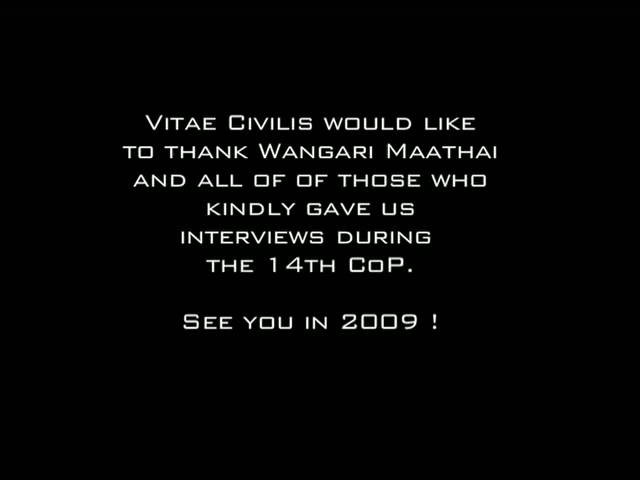 Vitae Civilis would like
to thank Wangari Maathai
and all of of those who
kindly gave us
interviews during
the 14th CoP.
See you in 2009 !